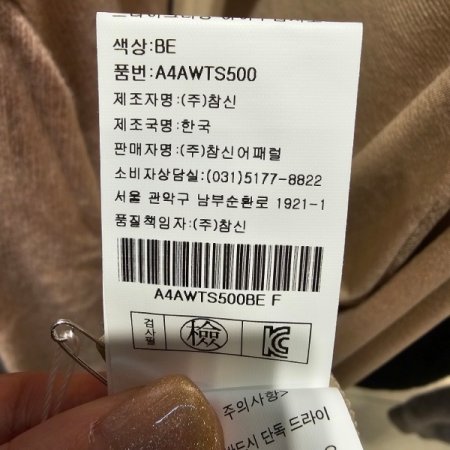 색상:BE
품번:A4AWTS500
제조자명:(주)참신
제조국명:한국
판매자명:(주)참신어패럴
소비자상담실:(031)5177-8822
서울 관악구 남부순환로 1921-1
품질책임자:(주)참신
A4AWTS500BE F
검사필 檢
주의사항>
반드시 단독 드라이